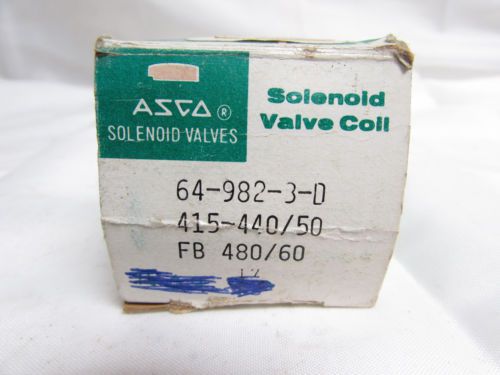 ASCO®
SOLENOID VALVES
Solenoid
Valve Coil
64-982-3-D
415-440/50
FB 480/60